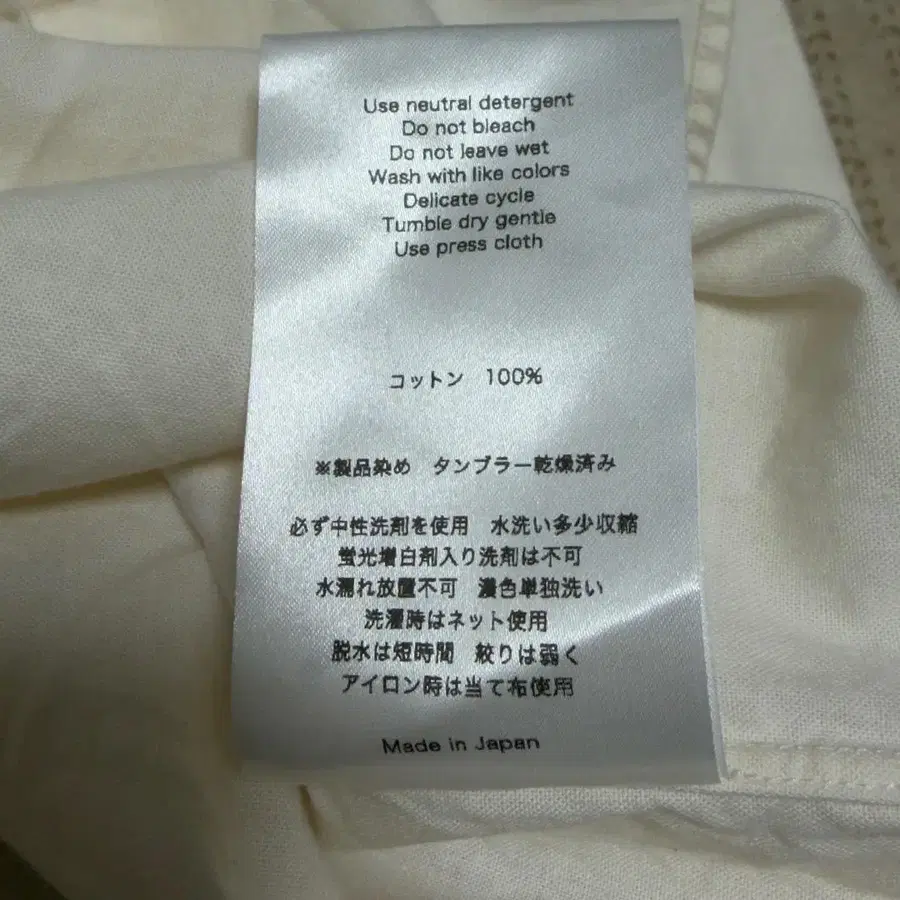 Use neutral detergent
Do not bleach
Do not leave wet
Wash with like colors
Delicate cycle
Tumble dry gentle
Use press cloth
コットン 100%
※製品染め タンブラー乾燥済み
必ず中性洗剤を使用 水洗い多少収縮
蛍光増白剤入り洗剤は不可
水濡れ放置不可 濃色単独洗い
洗濯時はネット使用
脱水は短時間 絞りは弱く
アイロン時は当て布使用
Made in Japan